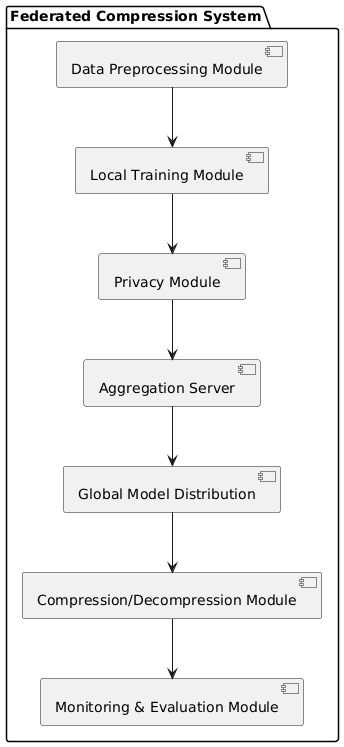 Federated Compression System
Data Preprocessing Module
Local Training Module
Privacy Module
Aggregation Server
Global Model Distribution
Compression/Decompression Module
Monitoring & Evaluation Module